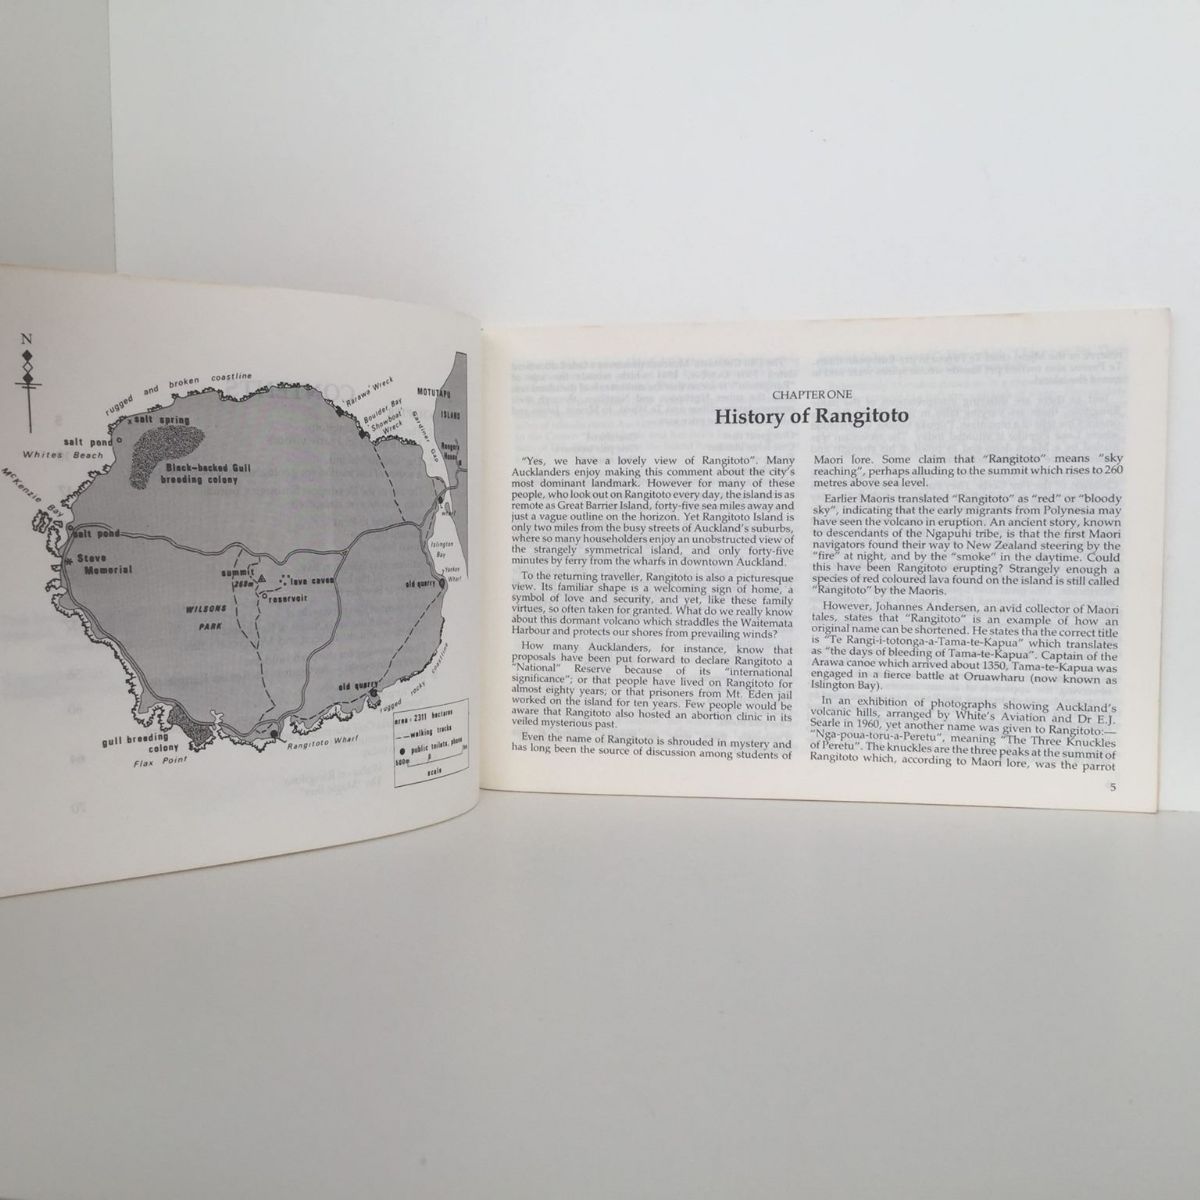 N
rugged and broken coastline
salt spring
salt pond
Whites Beach
Black-backed Gull
breeding colony
McKenzie Bay
salt pond
Steve
Memorial
summit
260m
lava caves
reservoir
WILSONS
PARK
'Rarawa' Wreck
Boulder Bay
'Showboat'
Wreck
MOTUTAPU
ISLAND
Gardiner Gap
Rangers
House
Islington
Bay
Yankee
Wharf
old quarry
old quarry
rugged rocky coastline
gull breeding
colony
Flax Point
Rangitoto Wharf
area - 2311 hectares
walking tracks
public toilets, phone
500m
scale
CHAPTER ONE
History of Rangitoto
"Yes, we have a lovely view of Rangitoto". Many
Aucklanders enjoy making this comment about the city's
most dominant landmark. However for many of these
people, who look out on Rangitoto every day, the island is as
remote as Great Barrier Island, forty-five sea miles away and
just a vague outline on the horizon. Yet Rangitoto Island is
only two miles from the busy streets of Auckland's suburbs,
where so many householders enjoy an unobstructed view of
the strangely symmetrical island, and only forty-five
minutes by ferry from the wharfs in downtown Auckland.
To the returning traveller, Rangitoto is also a picturesque
view. Its familiar shape is a welcoming sign of home, a
symbol of love and security, and yet, like these family
virtues, so often taken for granted. What do we really know
about this dormant volcano which straddles the Waitemata
Harbour and protects our shores from prevailing winds?
How many Aucklanders, for instance, know that
proposals have been put forward to declare Rangitoto a
"National" Reserve because of its "international
significance"; or that people have lived on Rangitoto for
almost eighty years; or that prisoners from Mt. Eden jail
worked on the island for ten years. Few people would be
aware that Rangitoto also hosted an abortion clinic in its
veiled mysterious past.
Even the name of Rangitoto is shrouded in mystery and
has long been the source of discussion among students of
Maori lore. Some claim that "Rangitoto" means "sky
reaching", perhaps alluding to the summit which rises to 260
metres above sea level.
Earlier Maoris translated "Rangitoto" as "red" or "bloody
sky", indicating that the early migrants from Polynesia may
have seen the volcano in eruption. An ancient story, known
to descendants of the Ngapuhi tribe, is that the first Maori
navigators found their way to New Zealand steering by the
"fire" at night, and by the "smoke" in the daytime. Could
this have been Rangitoto erupting? Strangely enough a
species of red coloured lava found on the island is still called
"Rangitoto" by the Maoris.
However, Johannes Andersen, an avid collector of Maori
tales, states that "Rangitoto" is an example of how an
original name can be shortened. He states tha the correct title
is "Te Rangi-i-totonga-a-Tama-te-Kapua" which translates
as "the days of bleeding of Tama-te-Kapua". Captain of the
Arawa canoe which arrived about 1350, Tama-te-Kapua was
engaged in a fierce battle at Oruawharu (now known as
Islington Bay).
In an exhibition of photographs showing Auckland's
volcanic hills, arranged by White's Aviation and Dr E.J.
Searle in 1960, yet another name was given to Rangitoto:—
"Nga-poua-toru-a-Peretu", meaning "The Three Knuckles
of Peretu". The knuckles are the three peaks at the summit of
Rangitoto which, according to Maori lore, was the parrot
5